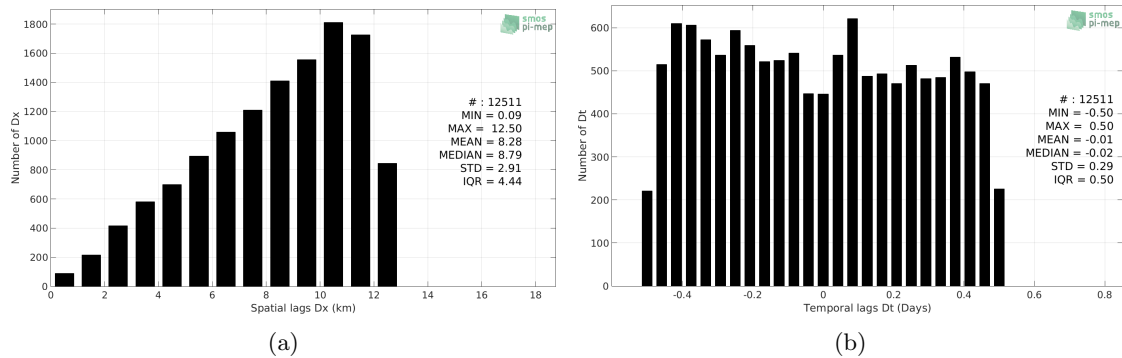 1800
1600
1400
1200
1000
800
600
400
200
0
Number of Dx
0 2 4 6 8 10 12 14 16 18
Spatial lags Dx (km)
smos
pi-mep
# : 12511
MIN = 0.09
MAX = 12.50
MEAN = 8.28
MEDIAN = 8.79
STD = 2.91
IQR = 4.44
(a)
600
500
400
300
200
100
0
Number of Dt
-0.4 -0.2 0 0.2 0.4 0.6 0.8
Temporal lags Dt (Days)
smos
pi-mep
# : 12511
MIN = -0.50
MAX = 0.50
MEAN = -0.01
MEDIAN = -0.02
STD = 0.29
IQR = 0.50
(b)